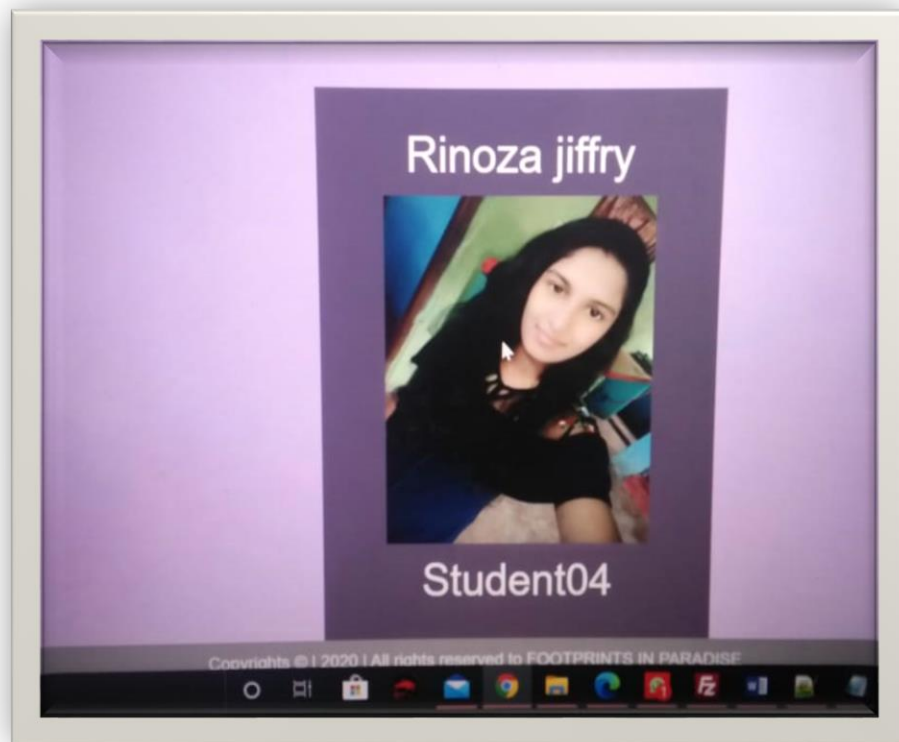 Rinoza jiffry
Student04
Copyrights © | 2020 | All rights reserved to FOOTPRINTS IN PARADISE